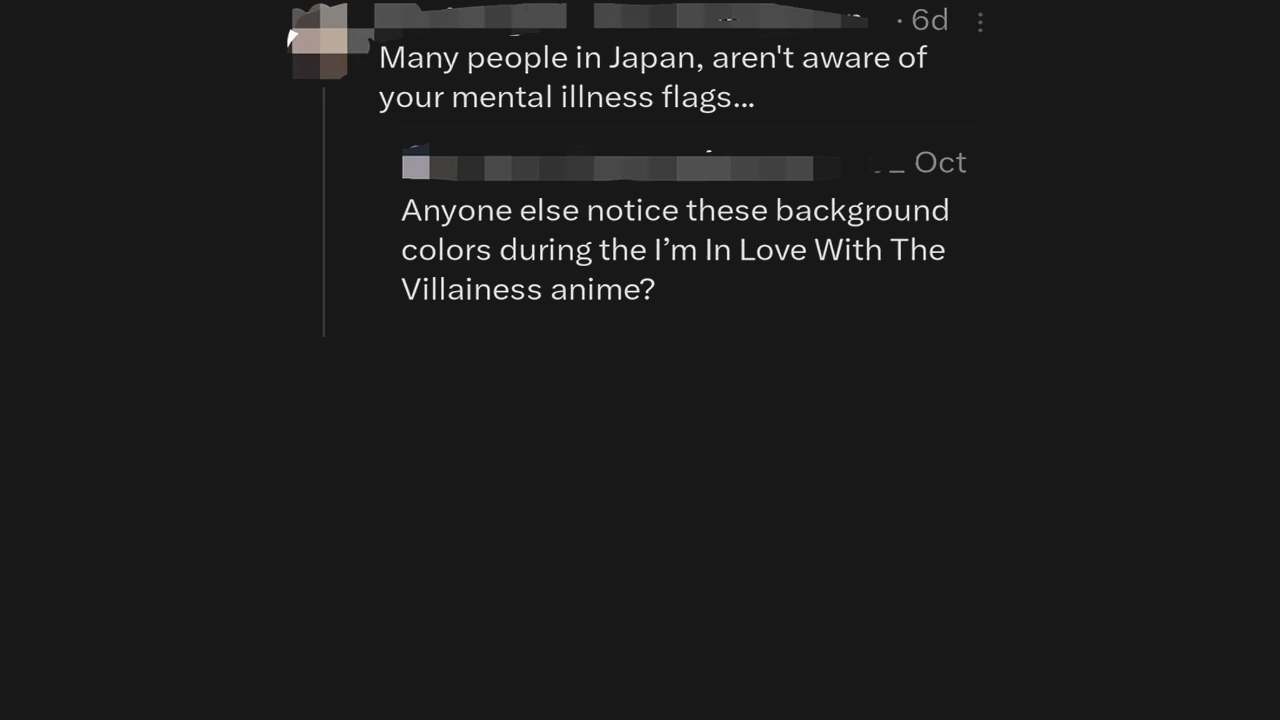 · 6d
Many people in Japan, aren't aware of
your mental illness flags...
Oct
Anyone else notice these background
colors during the I’m In Love With The
Villainess anime?